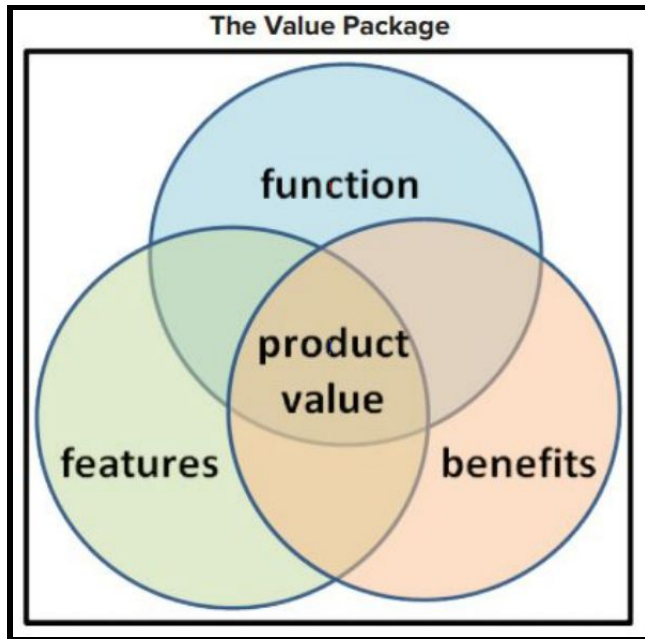 The Value Package
function
product
value
features
benefits